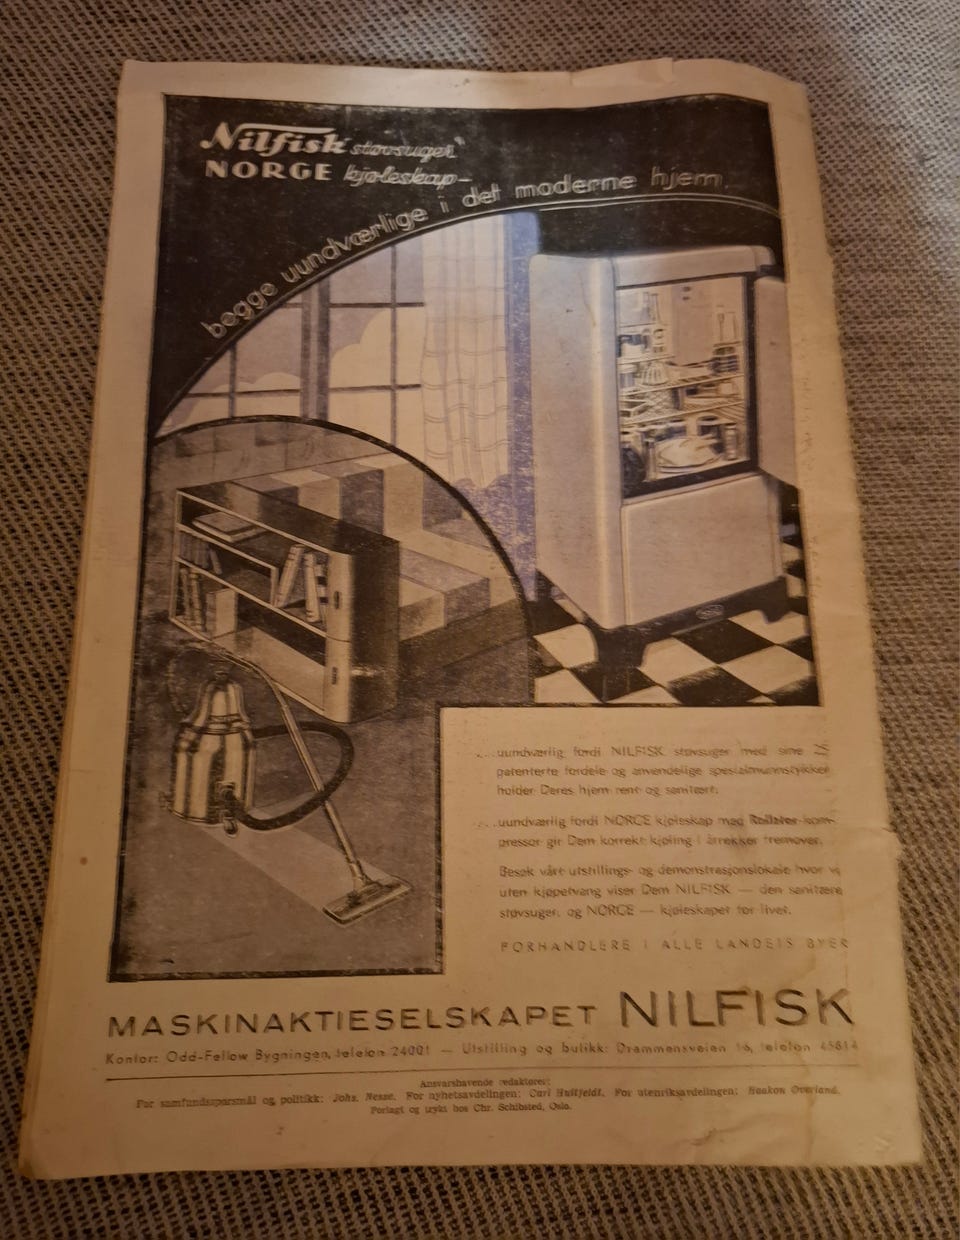 Nilfisk støvsuger
NORGE kjøleskap-
begge uundværlige i det moderne hjem.
....uundværlig fordi NILFISK støvsuger med sine 25
patenterte fordele og anvendelige spesialmunnstykker
holder Deres hjem rent og sanitært.
....uundværlig fordi NORGE kjøleskap med Rollator-kom-
pressor gir Dem korrekt kjøling i årrekker fremover.
Besøk vårt utstillings- og demonstrasjonslokale hvor vi
uten kjøpetvang viser Dem NILFISK — den sanitære
støvsuger, og NORGE — kjøleskapet for livet.
FORHANDLERE I ALLE LANDETS BYER
MASKINAKTIESELSKAPET NILFISK
Kontor: Odd-Fellow Bygningen, telefon 24001 — Utstilling og butikk: Drammensveien 16, telefon 45814
Ansvarshavende redaktører:
For samfundsspørsmål og politikk: Johs. Nesse. For nyhetsavdelingen: Carl Huitfeldt. For utenriksavdelingen: Haakon Overland.
Forlagt og trykt hos Chr. Schibsted, Oslo.